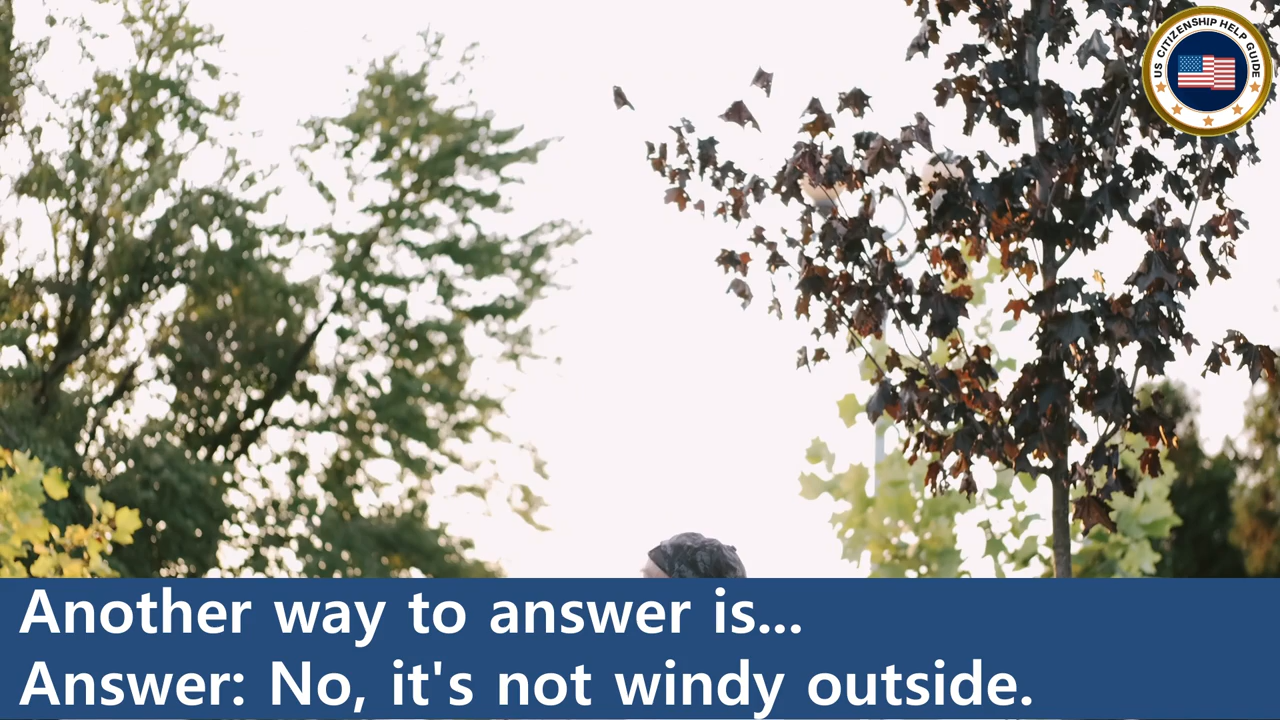 US CITIZENSHIP HELP GUIDE
Another way to answer is...
Answer: No, it's not windy outside.